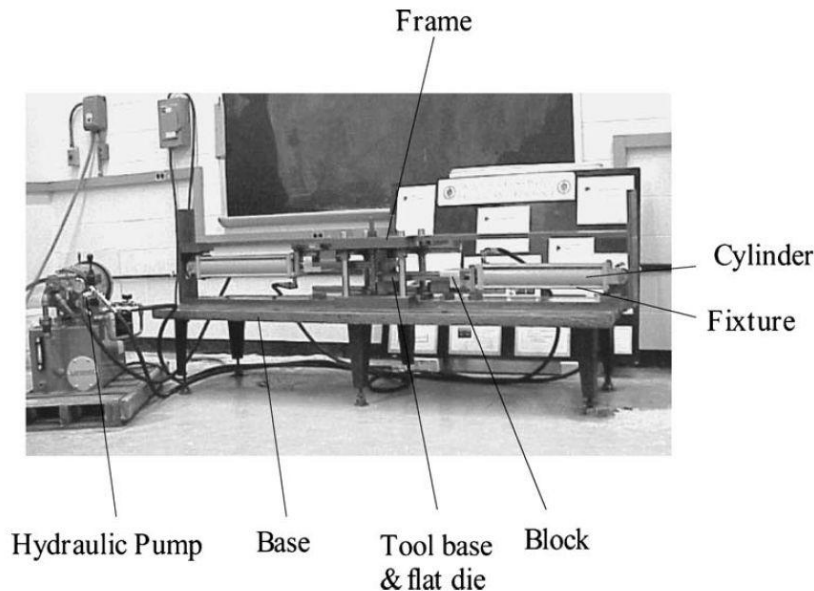 Frame
Cylinder
Fixture
Hydraulic Pump
Base
Tool base
& flat die
Block